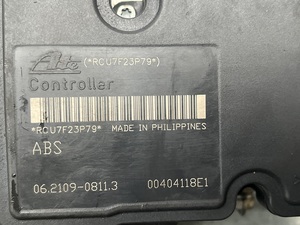 Ate (*RCU7F23P79*)
Controller
*RCU7F23P79* MADE IN PHILIPPINES
ABS
06.2109-0811.3 00404118E1